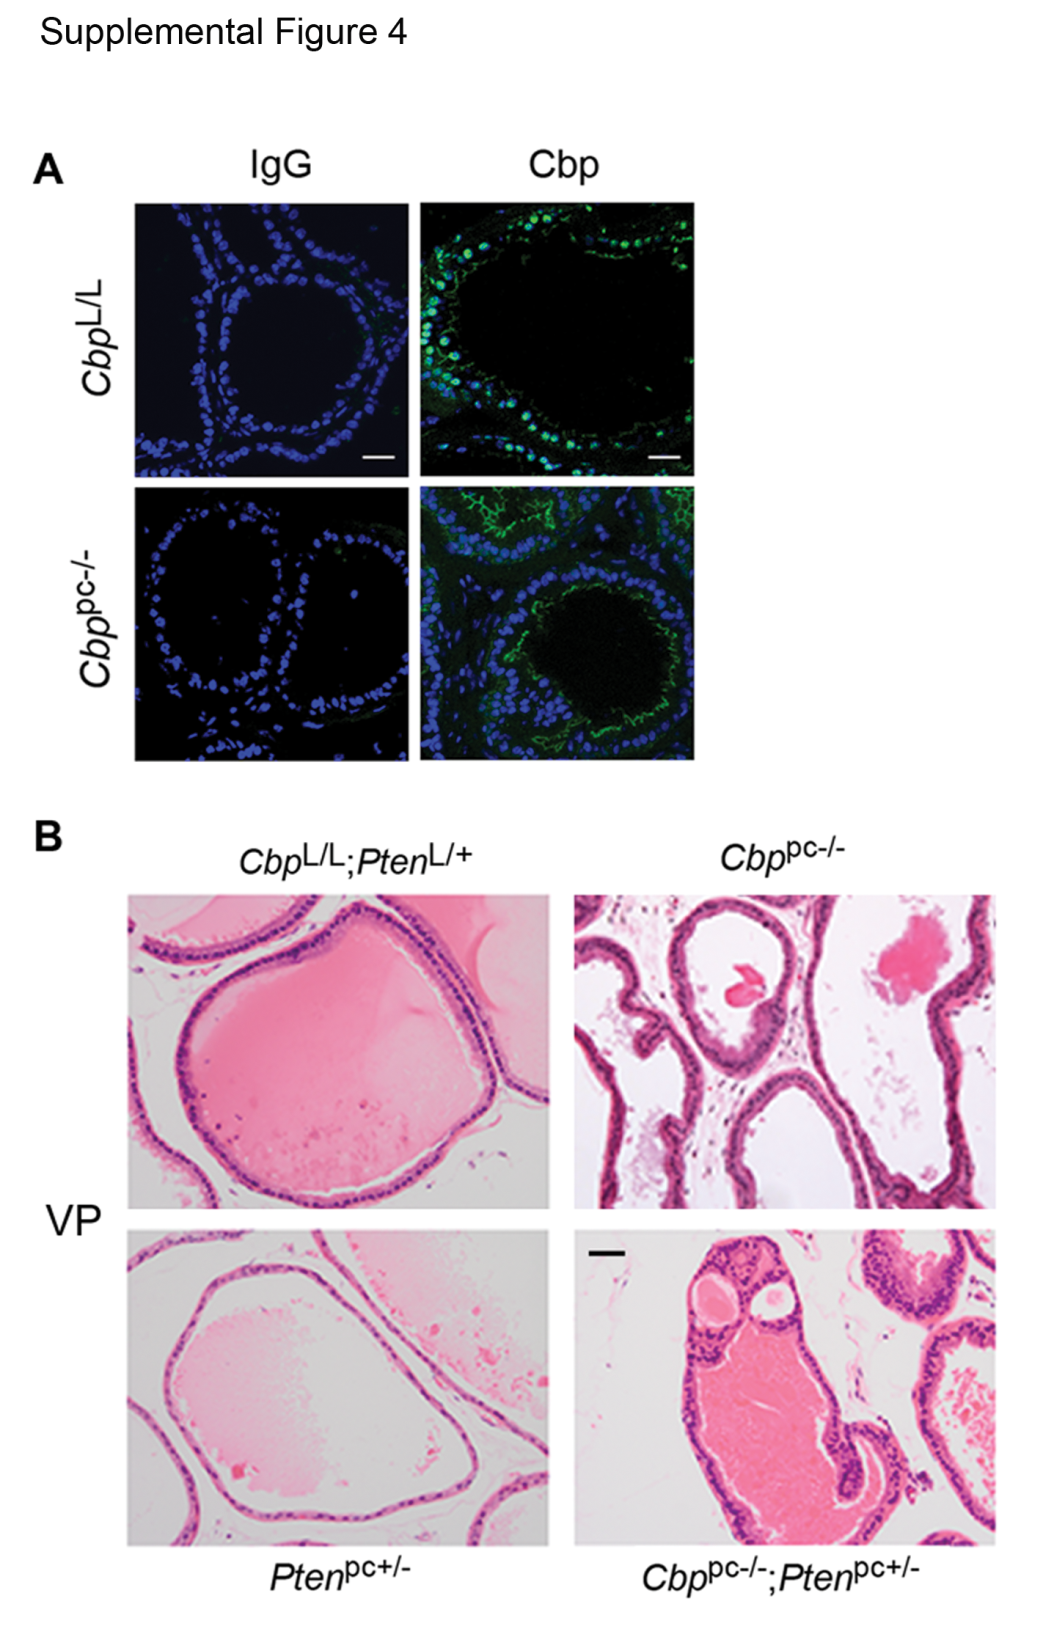 Supplemental Figure 4
A
IgG Cbp
CbpL/L
Cbppc-/-
B
CbpL/L;PtenL/+ Cbppc-/-
VP
Ptenpc+/- Cbppc-/-;Ptenpc+/-